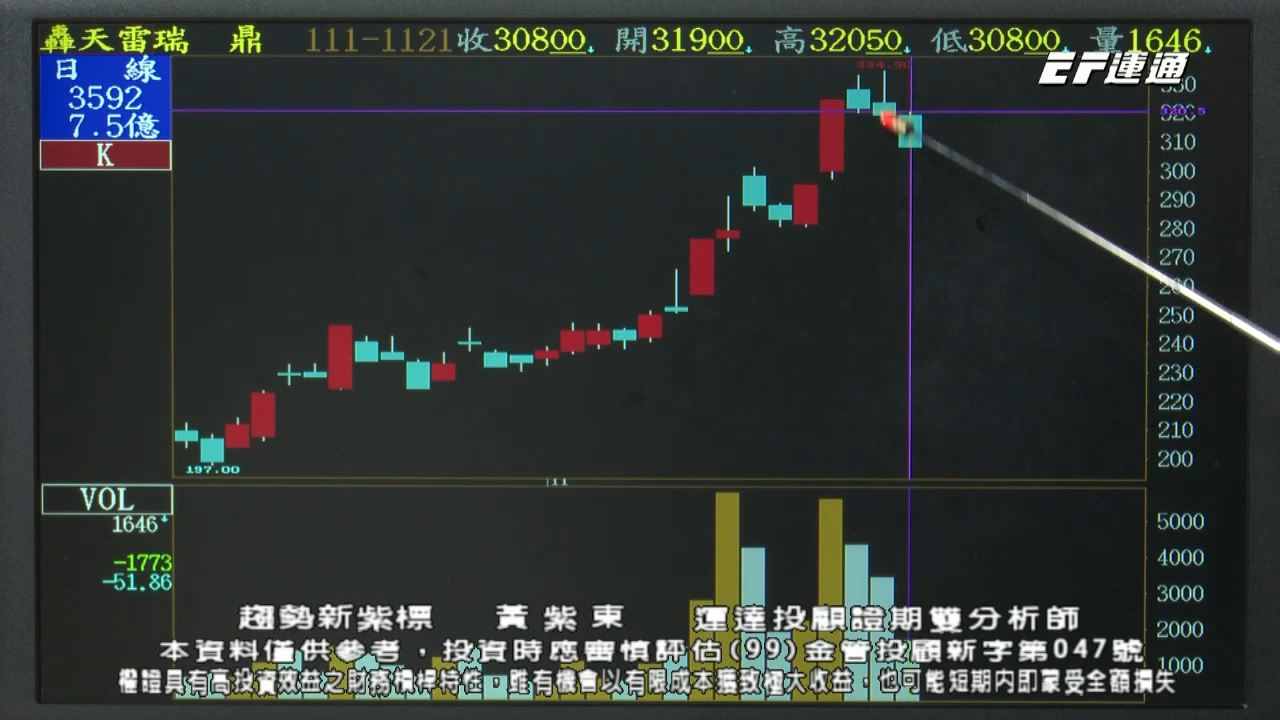 轟天雷瑞 鼎 111-1121收30800↓ 開31900↓ 高32050↓ 低30800↓ 量1646↓
日 線
3592
7.5億
K
EF運通
334.50
330
320
310
300
290
280
270
260
250
240
230
220
210
200
197.00
11
VOL
1646↓
-1773
-51.86
5000
4000
3000
2000
1000
趨勢新紫標 黃紫東 運達投顧證期雙分析師
本資料僅供參考，投資時應審慎評估(99)金管投顧新字第047號
權證具有高投資效益之財務槓桿特性，雖有機會以有限成本獲致極大收益，也可能短期內即蒙受全額損失